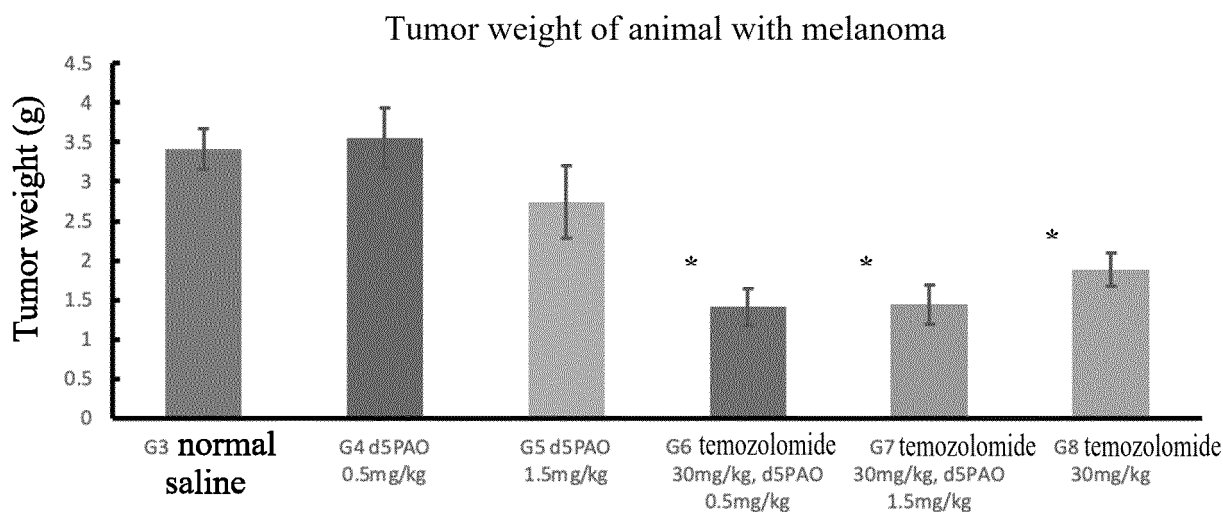 Tumor weight of animal with melanoma
Tumor weight (g)
4.5
4
3.5
3
2.5
2
1.5
1
0.5
0
*
*
*
G3 normal
saline
G4 d5PAO
0.5mg/kg
G5 d5PAO
1.5mg/kg
G6 temozolomide
30mg/kg, d5PAO
0.5mg/kg
G7 temozolomide
30mg/kg, d5PAO
1.5mg/kg
G8 temozolomide
30mg/kg